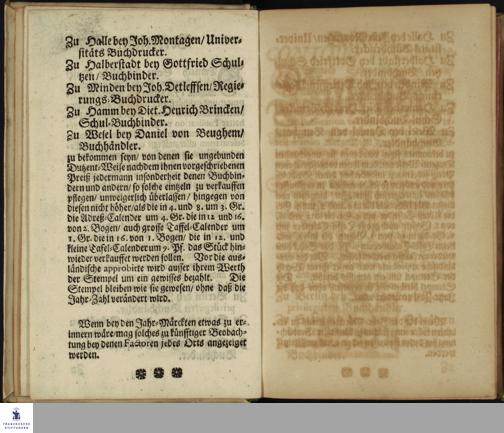 Zu Halle bey Joh. Montagen/ Univer-
sitäts Buchdrucker.
Zu Halberstadt bey Gottfried Schul-
tzen/ Buchbinder.
Zu Minden bey Joh. Detleffsen/ Regie-
rungs-Buchdrucker.
Zu Hamm bey Diet. Henrich Brincken/
Schul-Buchbinder.
Zu Wesel bey Daniel von Beughem/
Buchhändler.
zu bekommen seyn/ von denen sie ungebunden
Dutzent-Weise nachdem ihnen vorgeschriebenen
Preiß jedermann insonderheit denen Buchbin-
dern und andern/ so solche eintzeln zu verkauffen
pflegen/ unweigerlich überlassen/ hingegen von
diesen nicht höher/ als die in 4. und 8. um 3. Gr.
die Adreß-Calender um 4. Gr. die in 12 und 16.
von 2. Bogen/ auch grosse Taffel-Calender um
1. Gr. die in 16. von 1. Bogen/ die in 12. und
kleine Tafel-Calender um 9. Pf. das Stück hin-
wieder verkauffet werden sollen. Vor die aus-
ländische approbirte wird ausser ihrem Werth
der Stempel um ein gewisses bezahlt. Die
Stempel bleiben wie sie gewesen/ ohne daß die
Jahr-Zahl verändert wird.
Wenn bey den Jahr-Märckten etwas zu er-
innern wäre/ mag solches zu künfftiger Beobach-
tung bey denen Factoren jedes Orts angezeiget
werden.
FRANCKESCHE
STIFTUNGEN